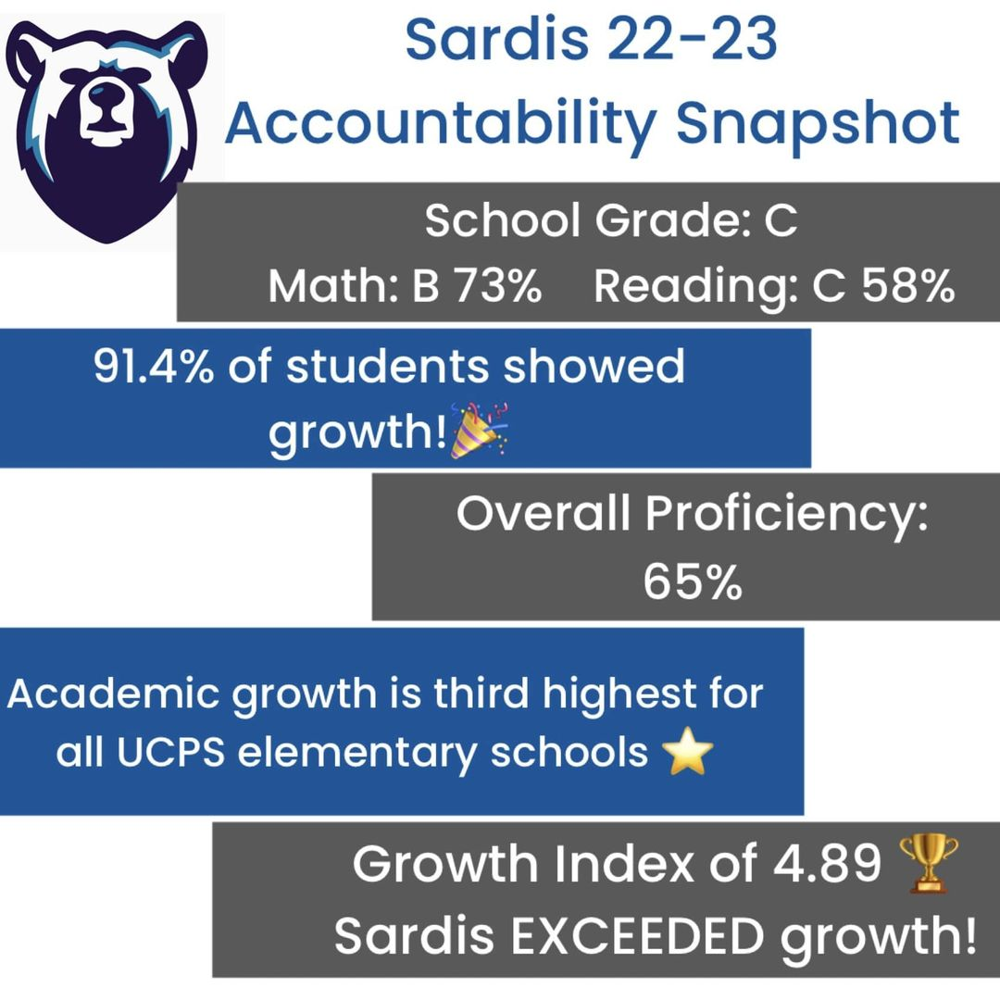 Sardis 22-23
Accountability Snapshot
School Grade: C
Math: B 73% Reading: C 58%
91.4% of students showed
growth!🎉
Overall Proficiency:
65%
Academic growth is third highest for
all UCPS elementary schools ⭐
Growth Index of 4.89 🏆
Sardis EXCEEDED growth!